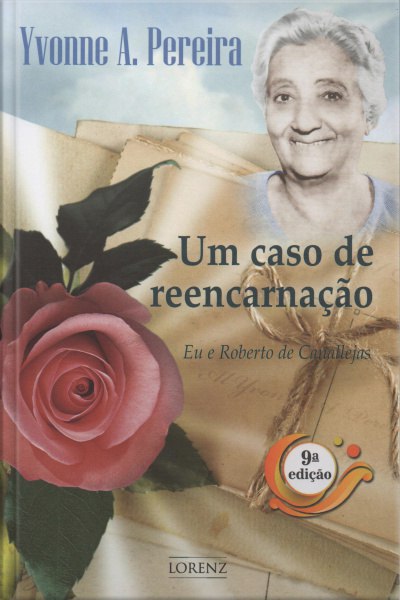 Yvonne A. Pereira
Um caso de
reencarnação
Eu e Roberto de Canallejas
9ª
edição
LORENZ